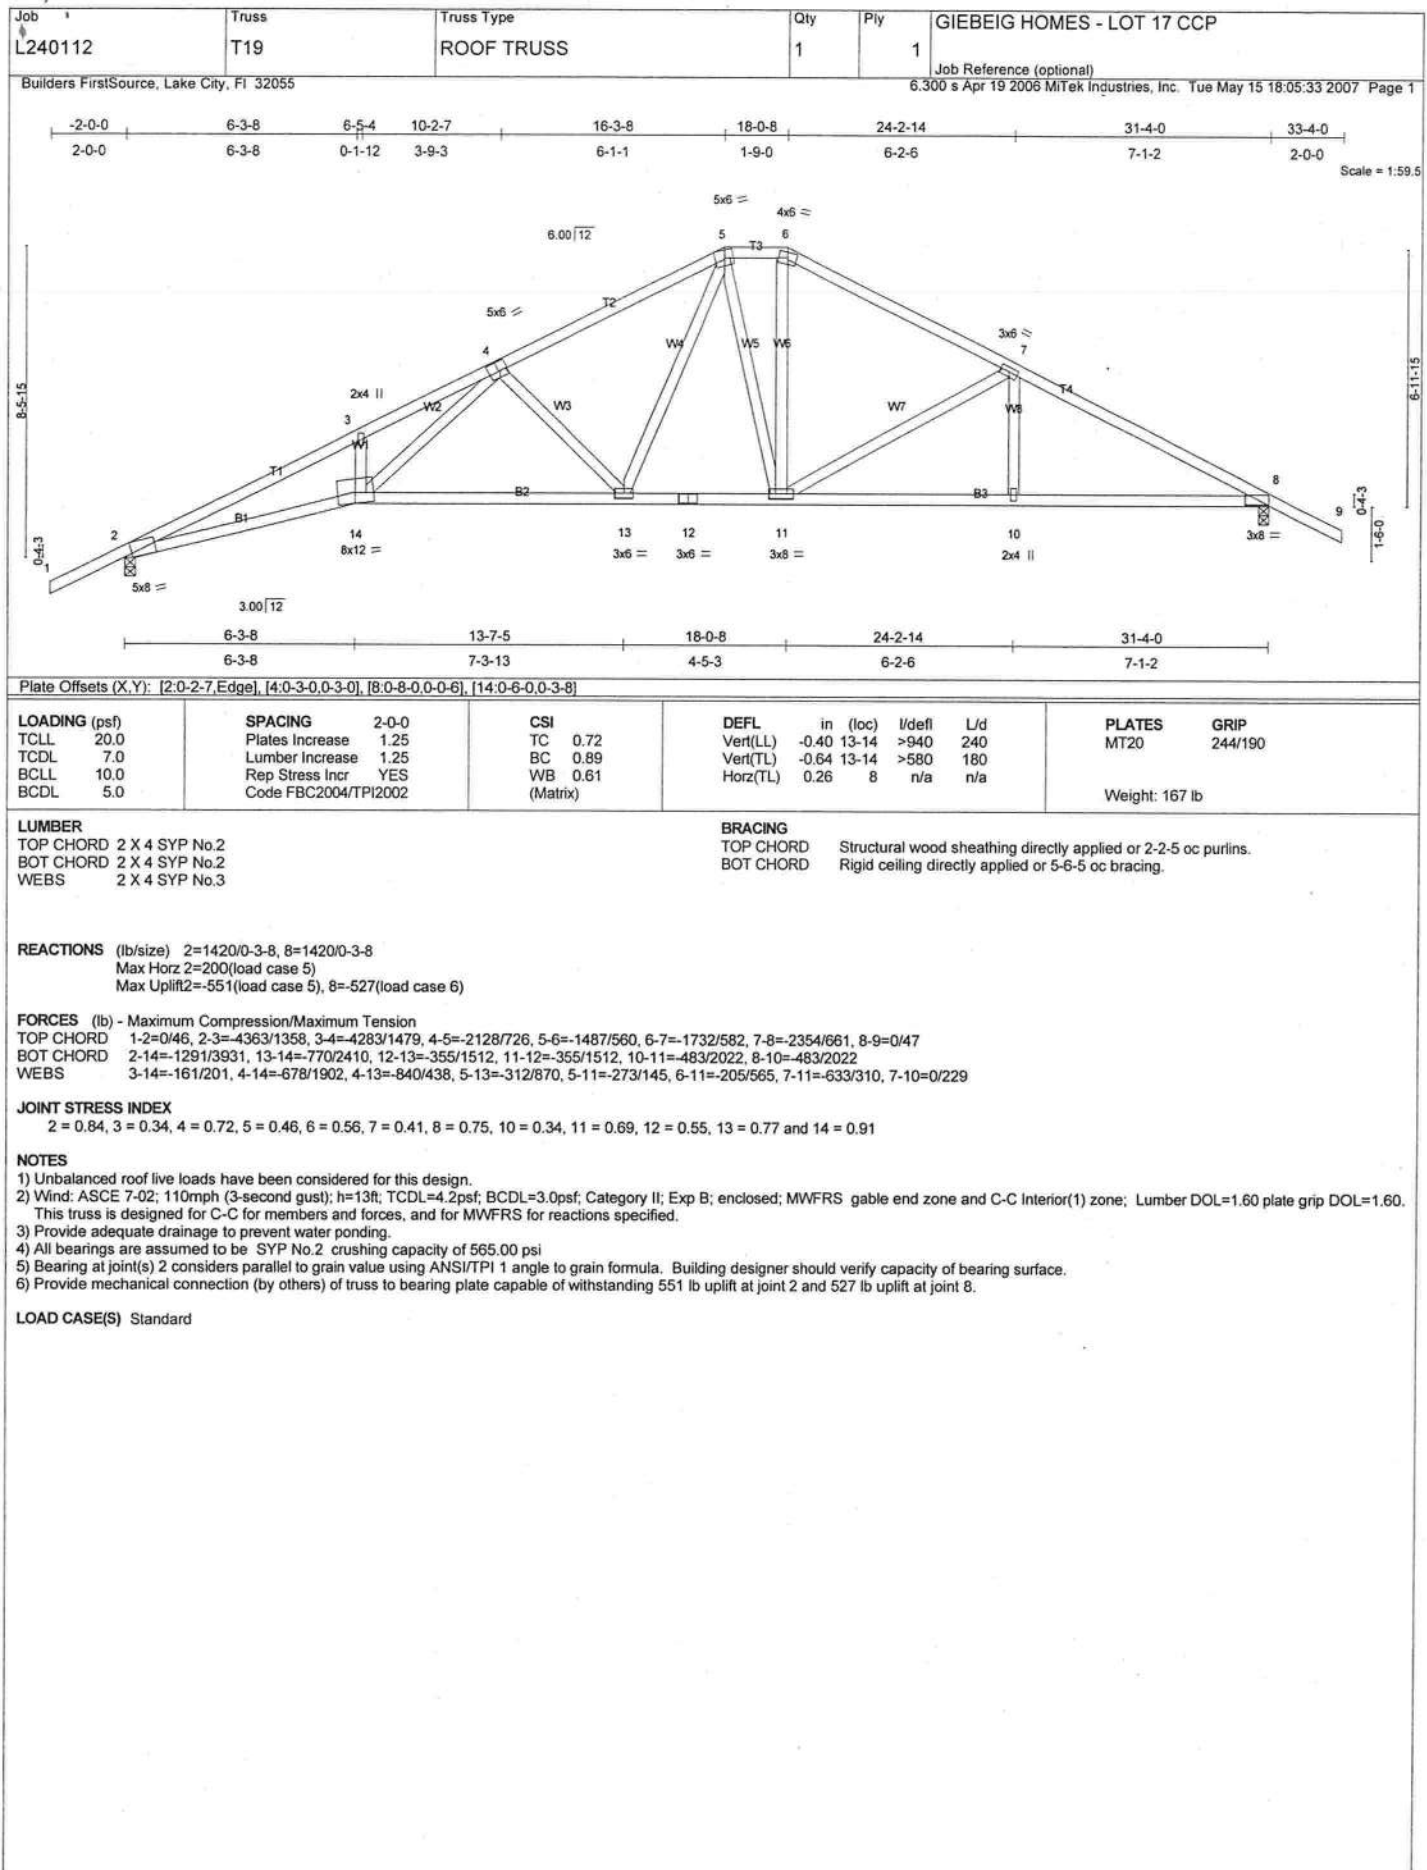 Job Truss Truss Type Qty Ply GIEBEIG HOMES - LOT 17 CCP
L240112 T19 ROOF TRUSS 1 1
Job Reference (optional)
Builders FirstSource, Lake City, Fl 32055 6.300 s Apr 19 2006 MiTek Industries, Inc. Tue May 15 18:05:33 2007 Page 1
-2-0-0 6-3-8 6-5-4 10-2-7 16-3-8 18-0-8 24-2-14 31-4-0 33-4-0
2-0-0 6-3-8 0-1-12 3-9-3 6-1-1 1-9-0 6-2-6 7-1-2 2-0-0
Scale = 1:59.5
5x6 =
4x6 =
6.00 12
5 6
T3
T2
5x6 =
3x6 =
4 W4 W5 W6 7
8-5-15 6-11-15
2x4 || T4
3 W2 W3 W7 W8
W1
T1
B2 B3 8
B1 9
0-4-3
2 14 13 12 11 10
8x12 = 3x6 = 3x6 = 3x8 = 2x4 || 3x8 =
1-6-0
0-4-3
1
5x8 =
3.00 12
6-3-8 13-7-5 18-0-8 24-2-14 31-4-0
6-3-8 7-3-13 4-5-3 6-2-6 7-1-2
Plate Offsets (X,Y): [2:0-2-7,Edge], [4:0-3-0,0-3-0], [8:0-8-0,0-0-6], [14:0-6-0,0-3-8]
LOADING (psf) SPACING 2-0-0 CSI DEFL in (loc) l/defl L/d PLATES GRIP
TCLL 20.0 Plates Increase 1.25 TC 0.72 Vert(LL) -0.40 13-14 >940 240 MT20 244/190
TCDL 7.0 Lumber Increase 1.25 BC 0.89 Vert(TL) -0.64 13-14 >580 180
BCLL 10.0 Rep Stress Incr YES WB 0.61 Horz(TL) 0.26 8 n/a n/a
BCDL 5.0 Code FBC2004/TPI2002 (Matrix) Weight: 167 lb
LUMBER BRACING
TOP CHORD 2 X 4 SYP No.2 TOP CHORD Structural wood sheathing directly applied or 2-2-5 oc purlins.
BOT CHORD 2 X 4 SYP No.2 BOT CHORD Rigid ceiling directly applied or 5-6-5 oc bracing.
WEBS 2 X 4 SYP No.3
REACTIONS (lb/size) 2=1420/0-3-8, 8=1420/0-3-8
Max Horz 2=200(load case 5)
Max Uplift2=-551(load case 5), 8=-527(load case 6)
FORCES (lb) - Maximum Compression/Maximum Tension
TOP CHORD 1-2=0/46, 2-3=-4363/1358, 3-4=-4283/1479, 4-5=-2128/726, 5-6=-1487/560, 6-7=-1732/582, 7-8=-2354/661, 8-9=0/47
BOT CHORD 2-14=-1291/3931, 13-14=-770/2410, 12-13=-355/1512, 11-12=-355/1512, 10-11=-483/2022, 8-10=-483/2022
WEBS 3-14=-161/201, 4-14=-678/1902, 4-13=-840/438, 5-13=-312/870, 5-11=-273/145, 6-11=-205/565, 7-11=-633/310, 7-10=0/229
JOINT STRESS INDEX
2 = 0.84, 3 = 0.34, 4 = 0.72, 5 = 0.46, 6 = 0.56, 7 = 0.41, 8 = 0.75, 10 = 0.34, 11 = 0.69, 12 = 0.55, 13 = 0.77 and 14 = 0.91
NOTES
1) Unbalanced roof live loads have been considered for this design.
2) Wind: ASCE 7-02; 110mph (3-second gust); h=13ft; TCDL=4.2psf; BCDL=3.0psf; Category II; Exp B; enclosed; MWFRS gable end zone and C-C Interior(1) zone; Lumber DOL=1.60 plate grip DOL=1.60.
This truss is designed for C-C for members and forces, and for MWFRS for reactions specified.
3) Provide adequate drainage to prevent water ponding.
4) All bearings are assumed to be SYP No.2 crushing capacity of 565.00 psi
5) Bearing at joint(s) 2 considers parallel to grain value using ANSI/TPI 1 angle to grain formula. Building designer should verify capacity of bearing surface.
6) Provide mechanical connection (by others) of truss to bearing plate capable of withstanding 551 lb uplift at joint 2 and 527 lb uplift at joint 8.
LOAD CASE(S) Standard